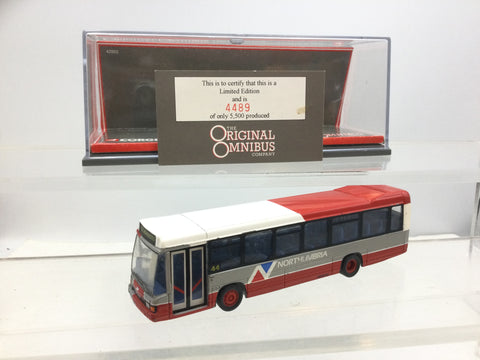 This is to certify that this is a
Limited Edition
and is
4489
of only 5,500 produced
THE
ORIGINAL
OMNIBUS
COMPANY
44
NORTHUMBRIA